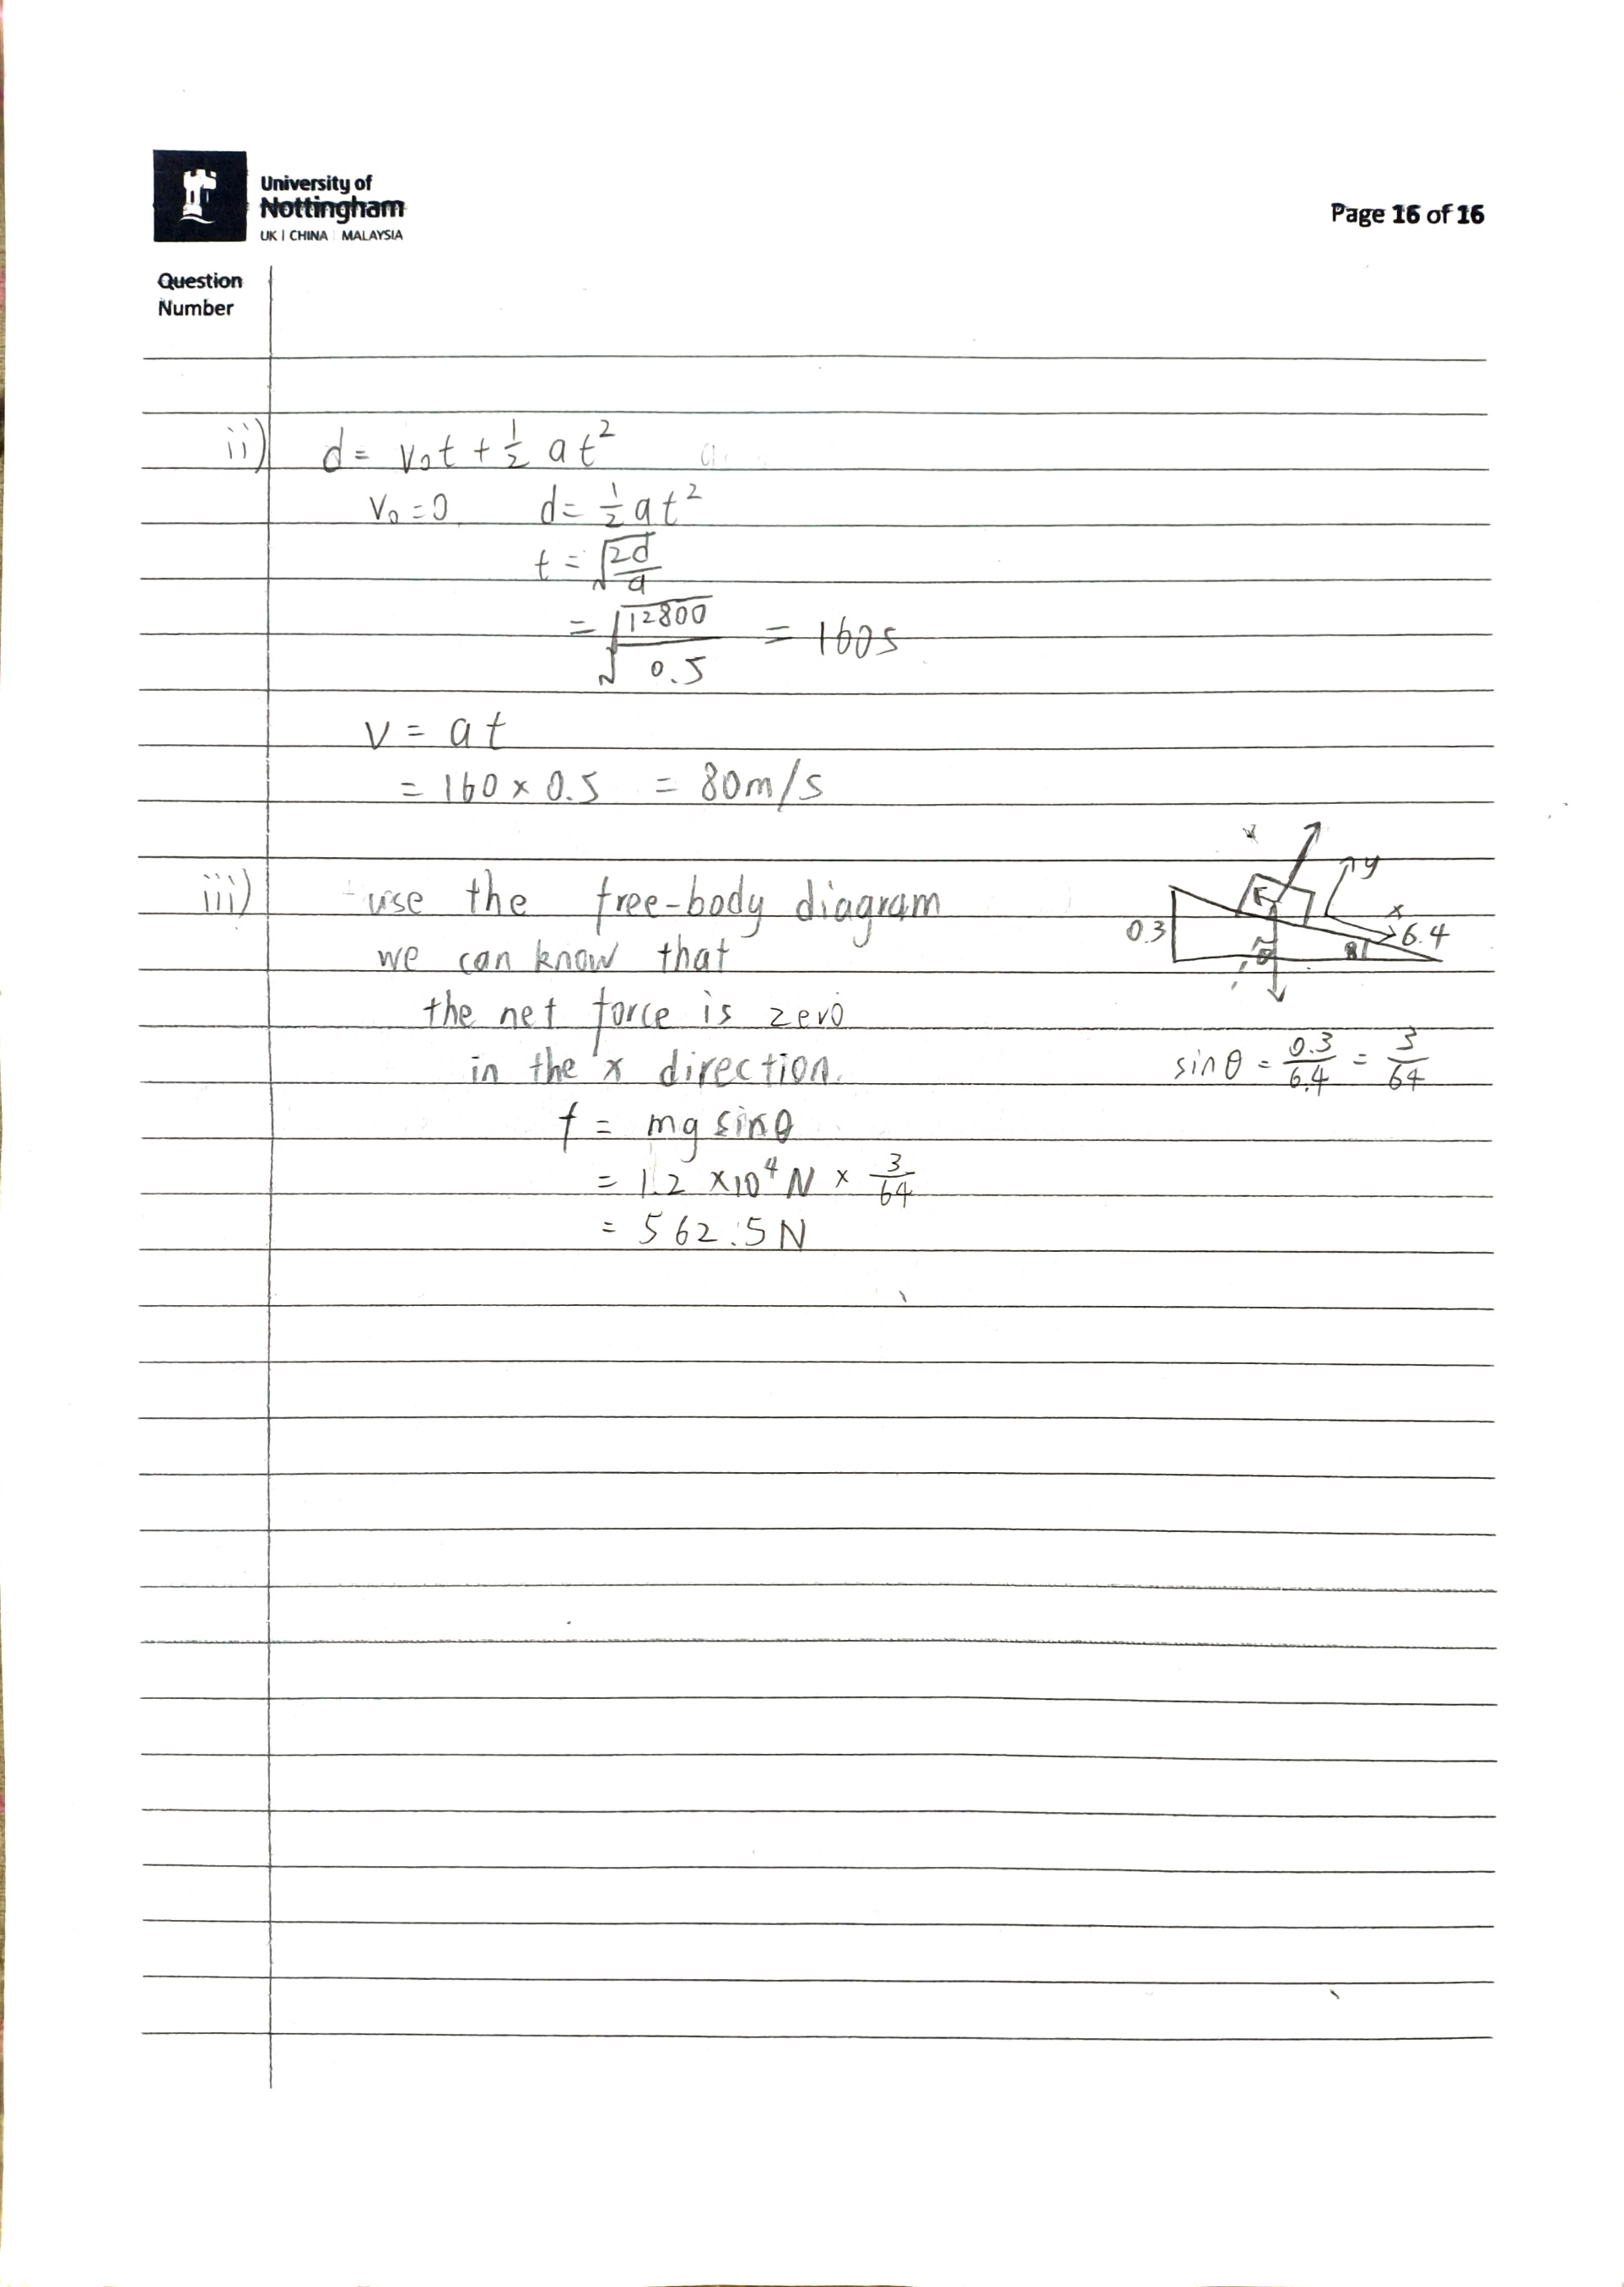 University of
Nottingham
UK | CHINA | MALAYSIA
Page 16 of 16
Question
Number
ii) d = v₀t + 1/2 at²
v₀ = 0 d = 1/2 at²
t = √(2d/a)
= √(12800/0.5) = 160s
v = at
= 160 × 0.5 = 80m/s
iii) use the free-body diagram
we can know that
the net force is zero
in the x direction.
f = mg sinθ
= 1.2 ×10⁴ N × 3/64
= 562.5N
y
x
0.3
6.4
sinθ = 0.3/6.4 = 3/64